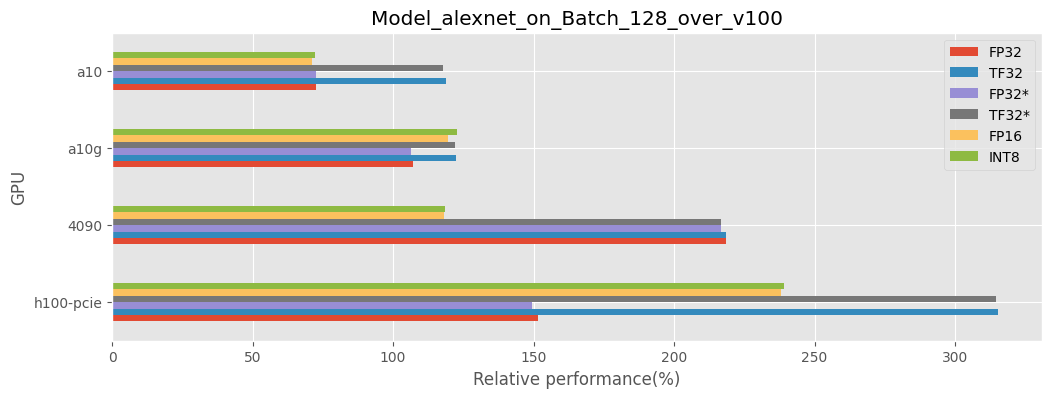 Model_alexnet_on_Batch_128_over_v100
FP32
TF32
FP32*
TF32*
FP16
INT8
a10
a10g
4090
h100-pcie
GPU
0 50 100 150 200 250 300
Relative performance(%)